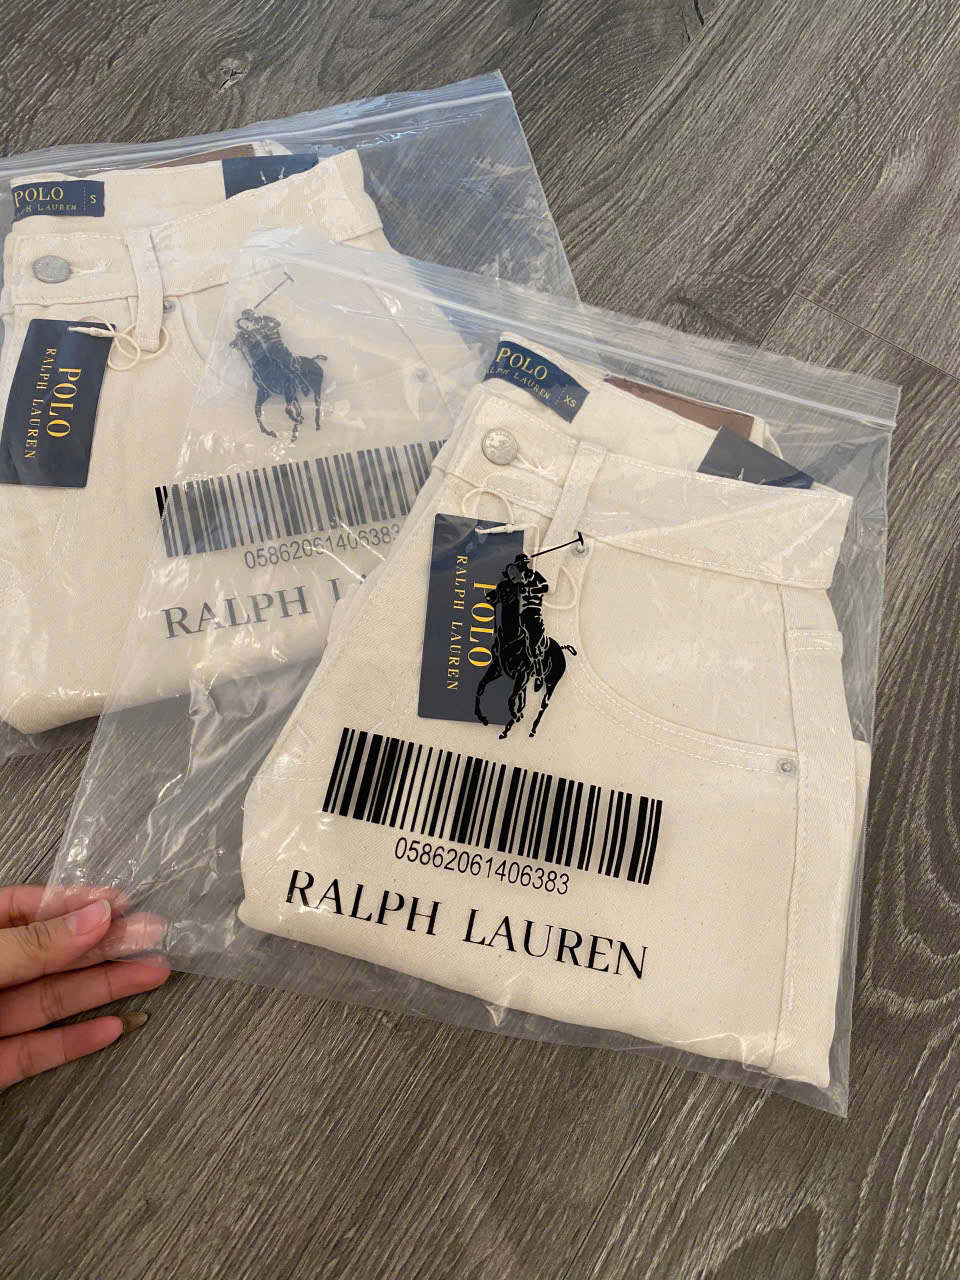 POLO
RALPH LAUREN
S
POLO
RALPH LAUREN
05862061406383
RALPH L
POLO
RALPH LAUREN
XS
POLO
RALPH LAUREN
05862061406383
RALPH LAUREN